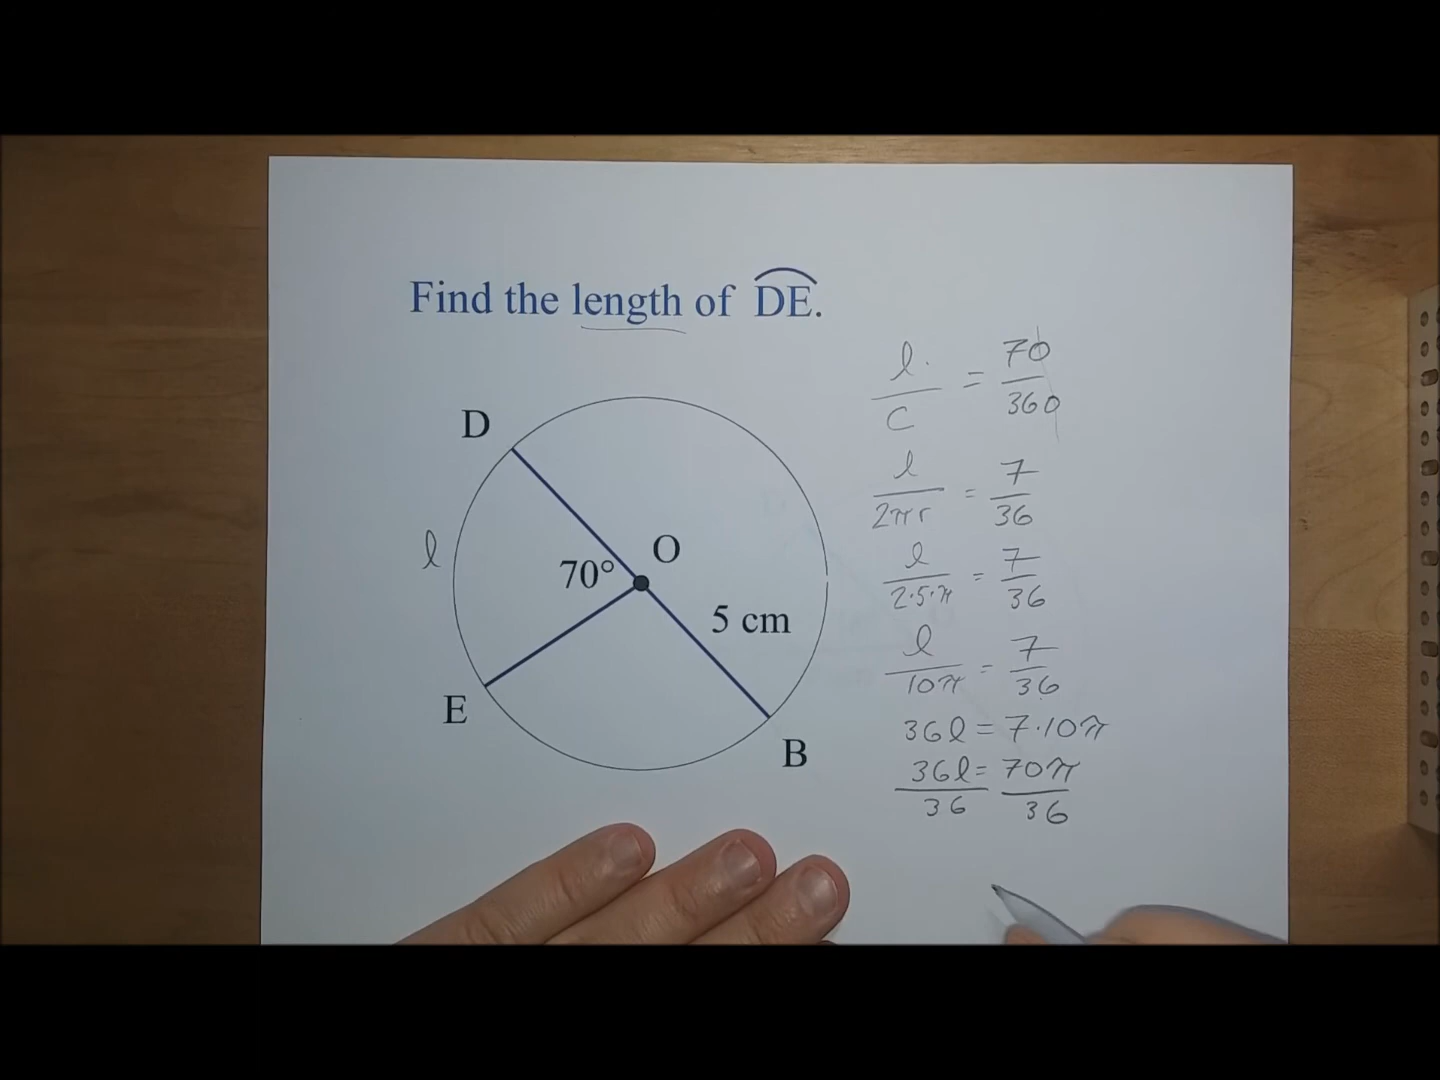 Find the length of DE.
D
l
70°
O
5 cm
E
B
l / C = 70 / 360
l / 2πr = 7 / 36
l / 2·5·π = 7 / 36
l / 10π = 7 / 36
36l = 7·10π
36l = 70π
36 36